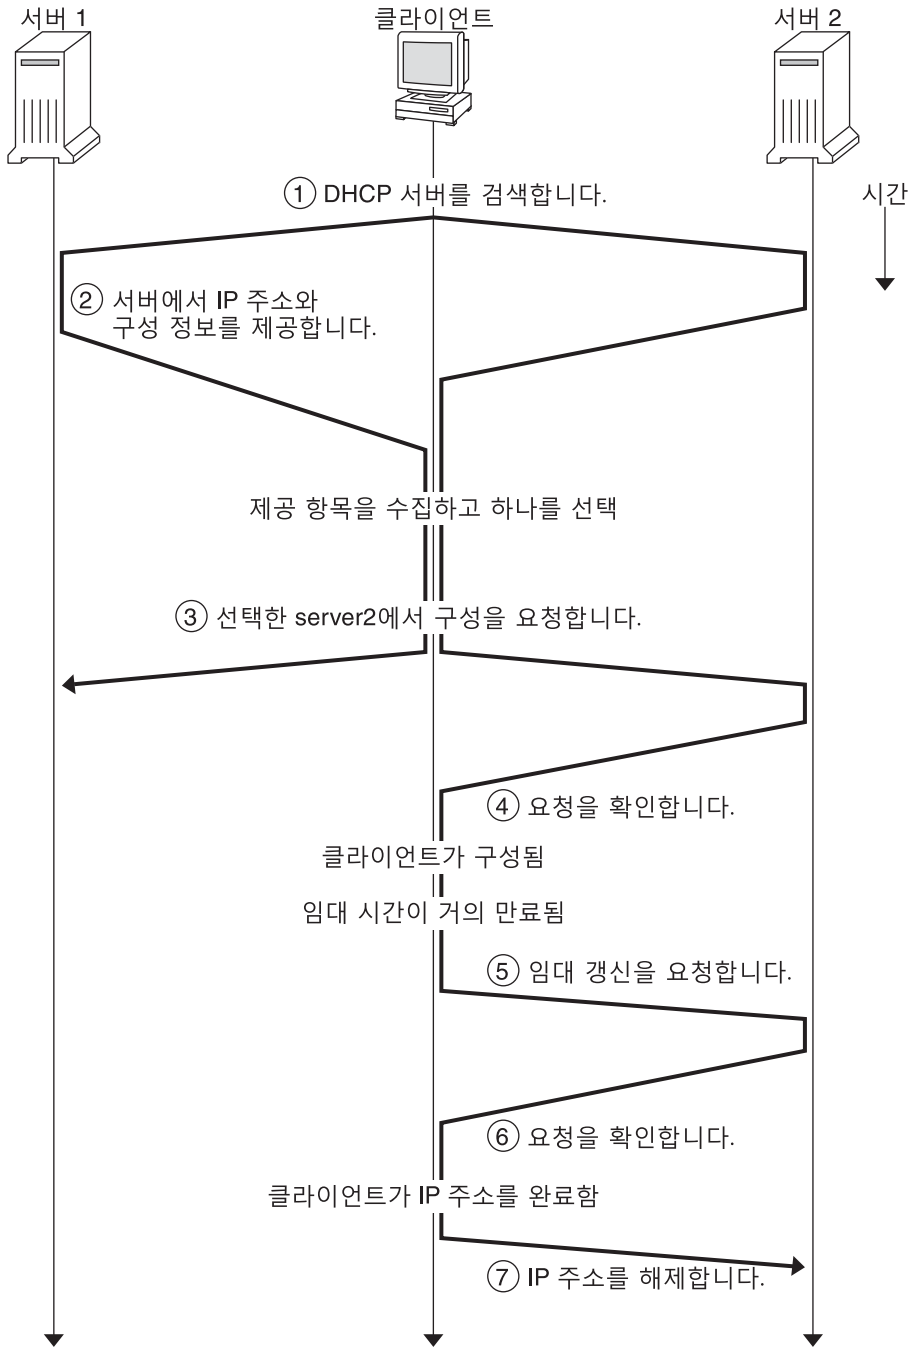 서버 1
클라이언트
서버 2
시간
① DHCP 서버를 검색합니다.
② 서버에서 IP 주소와
구성 정보를 제공합니다.
제공 항목을 수집하고 하나를 선택
③ 선택한 server2에서 구성을 요청합니다.
④ 요청을 확인합니다.
클라이언트가 구성됨
임대 시간이 거의 만료됨
⑤ 임대 갱신을 요청합니다.
⑥ 요청을 확인합니다.
클라이언트가 IP 주소를 완료함
⑦ IP 주소를 해제합니다.